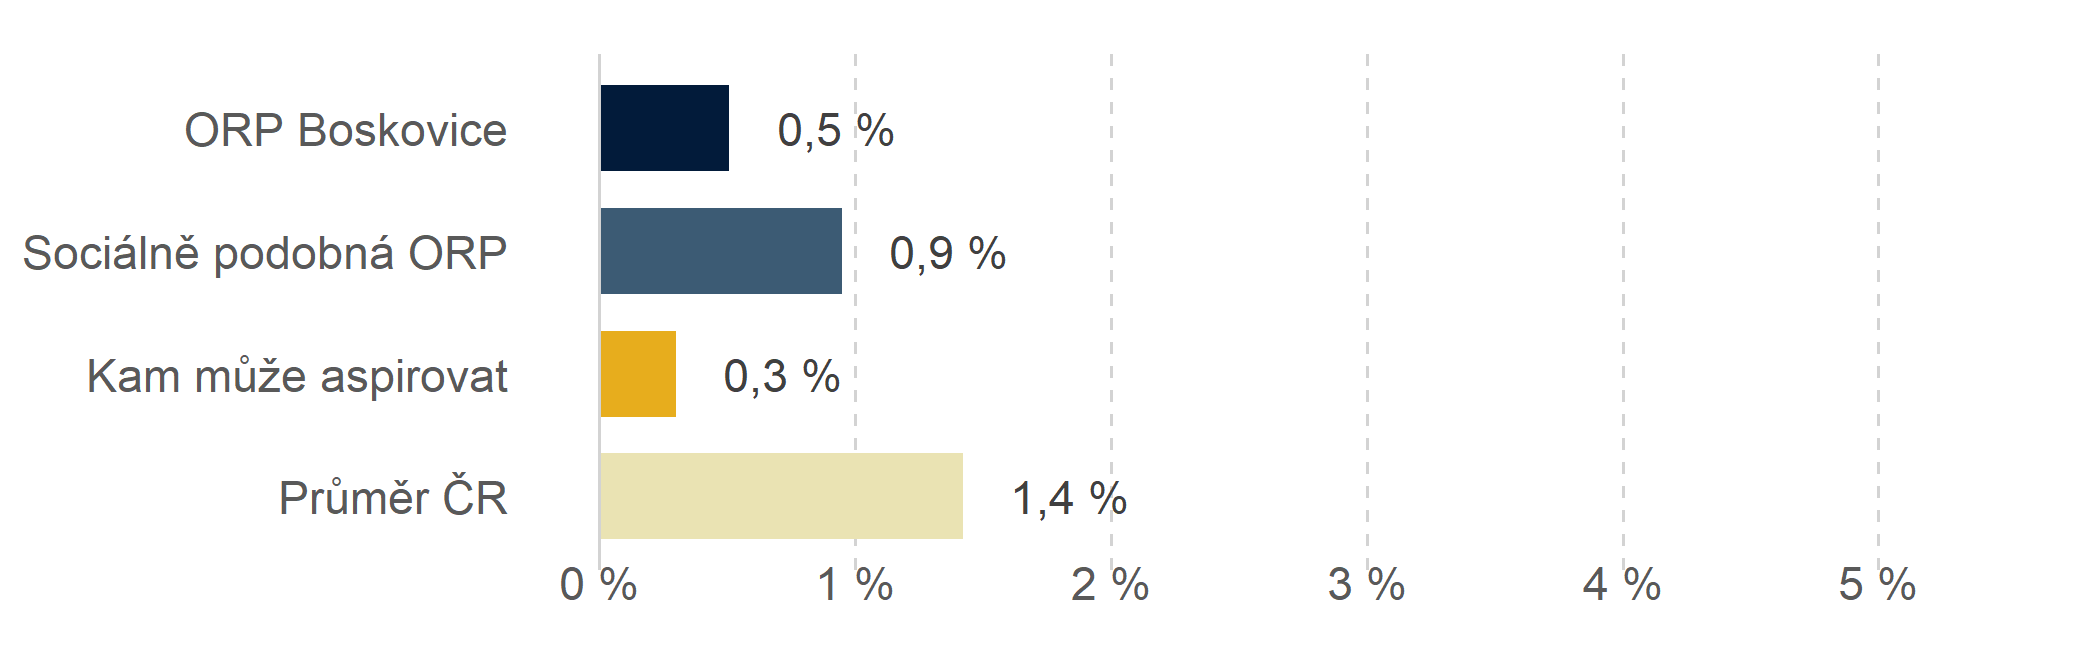 ORP Boskovice 0,5 %
Sociálně podobná ORP 0,9 %
Kam může aspirovat 0,3 %
Průměr ČR 1,4 %
0 % 1 % 2 % 3 % 4 % 5 %